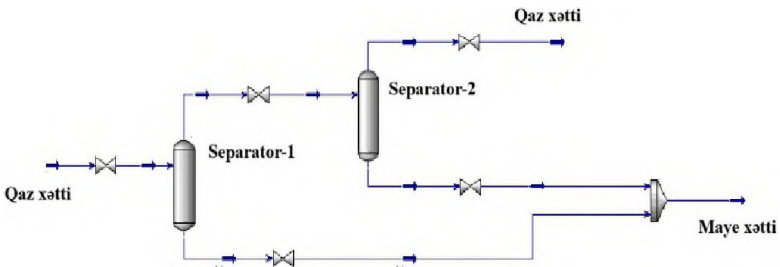 Qaz xətti
Separator-2
Separator-1
Qaz xətti
Maye xətti